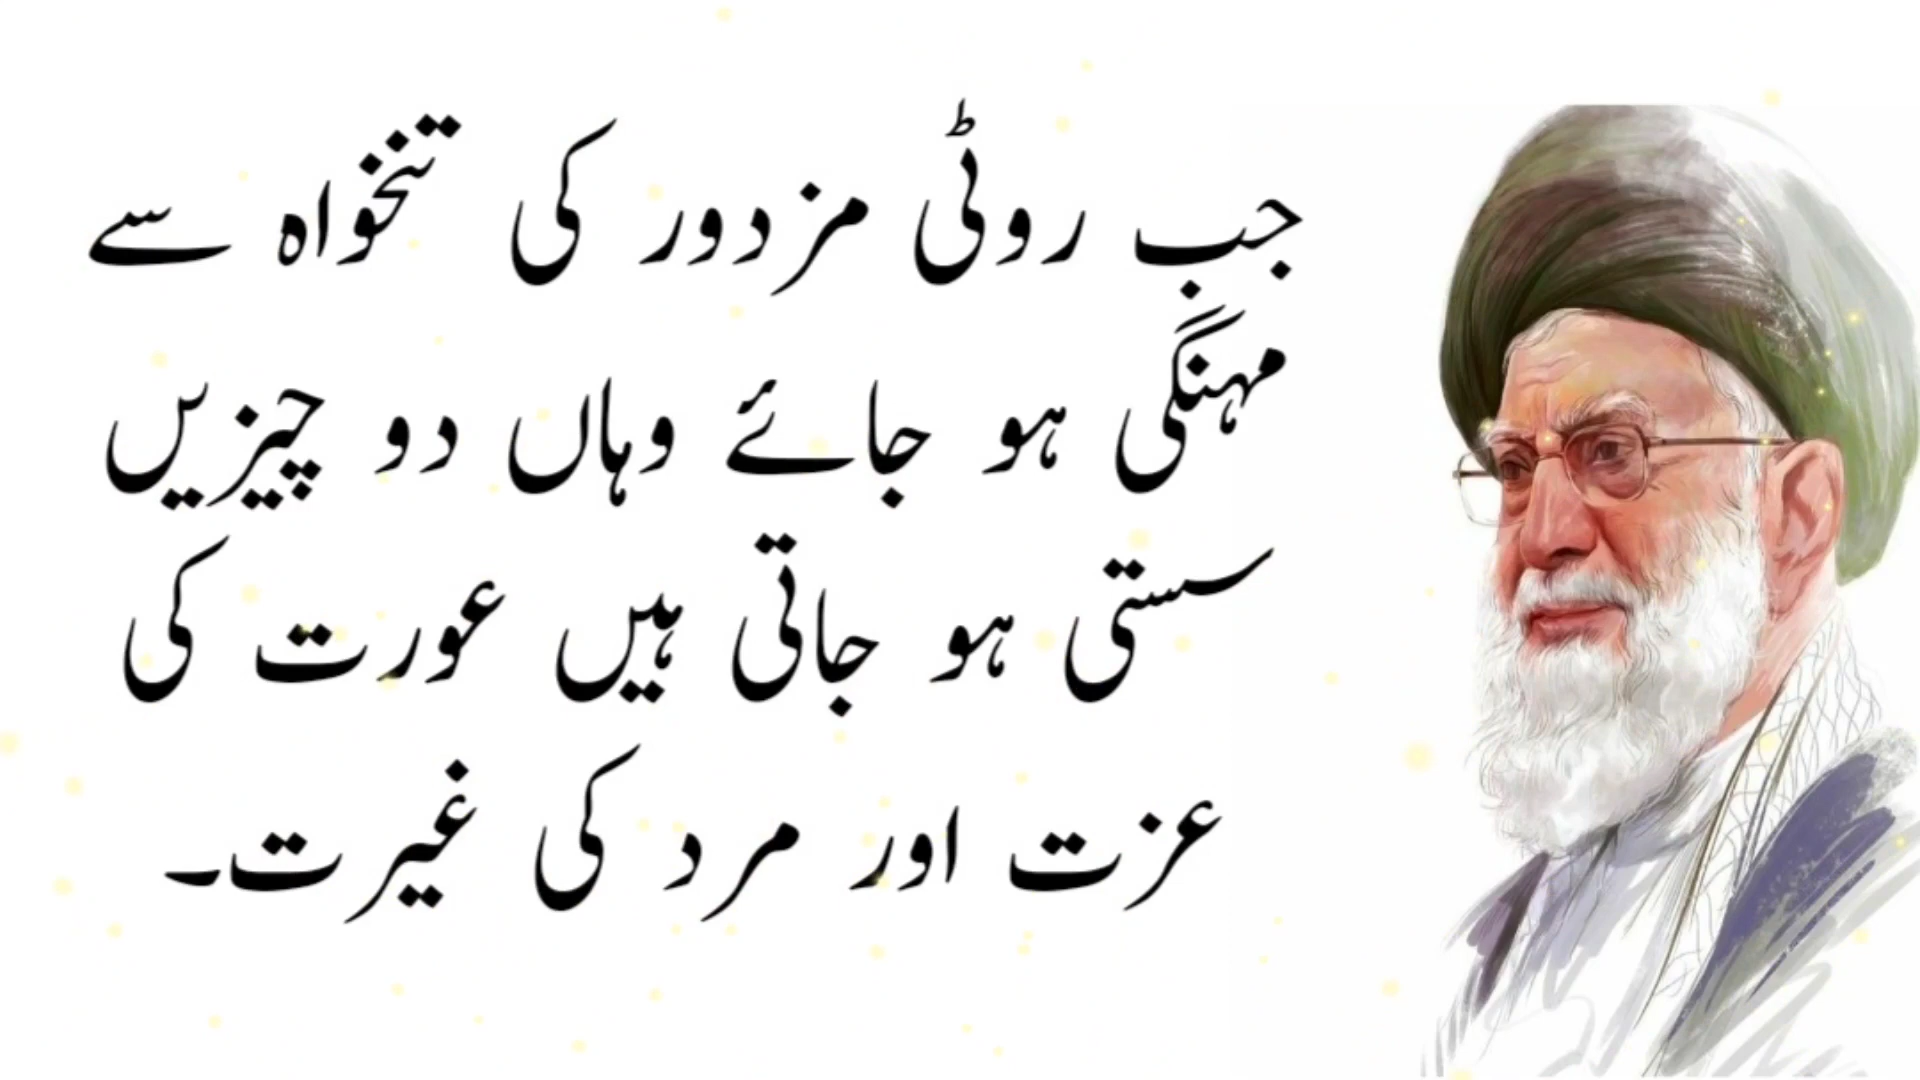 جب روٹی مزدور کی تنخواہ سے
مہنگی ہو جائے وہاں دو چیزیں
سستی ہو جاتی ہیں عورت کی
عزت اور مرد کی غیرت۔